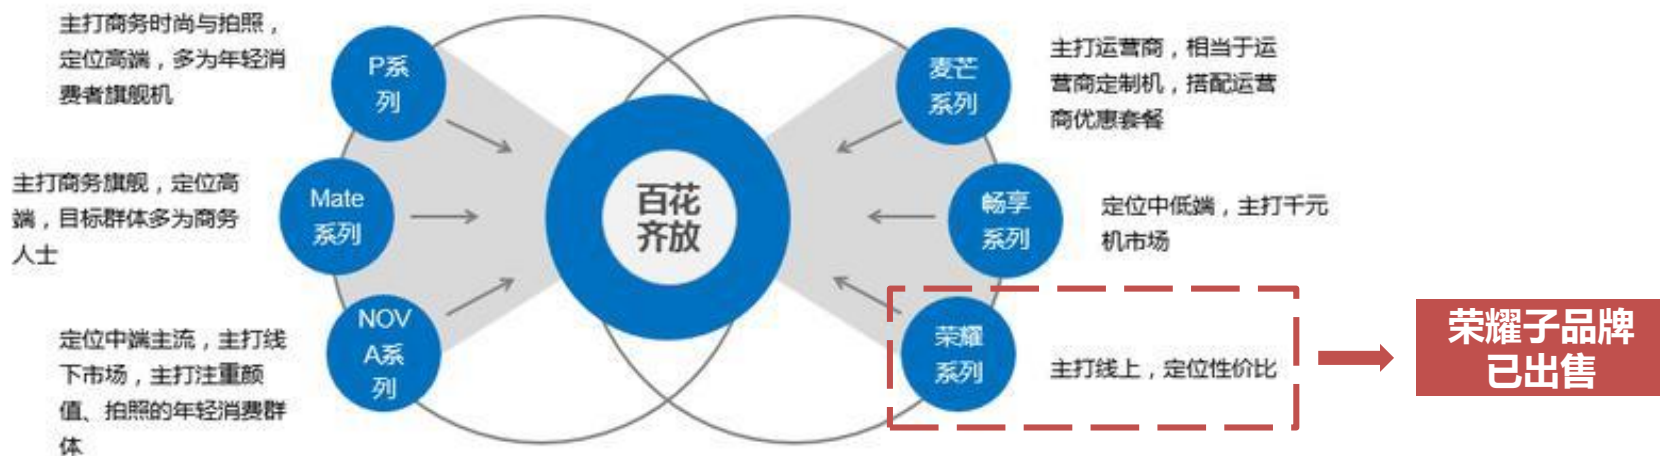 主打商务时尚与拍照，
定位高端，多为年轻消
费者旗舰机
P系
列
主打商务旗舰，定位高
端，目标群体多为商务
人士
Mate
系列
定位中端主流，主打线
下市场，主打注重颜
值、拍照的年轻消费群
体
NOV
A系
列
百花
齐放
麦芒
系列
主打运营商，相当于运
营商定制机，搭配运营
商优惠套餐
畅享
系列
定位中低端，主打千元
机市场
荣耀
系列
主打线上，定位性价比
荣耀子品牌
已出售